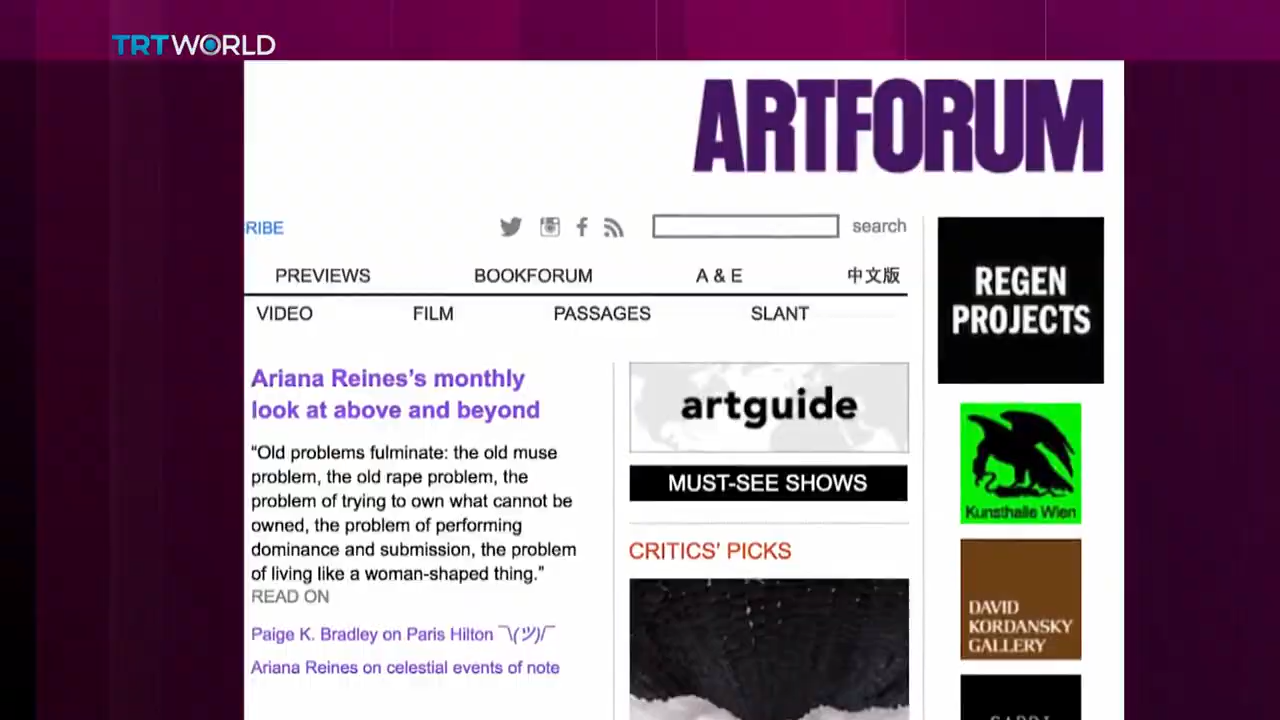 TRTWORLD
ARTFORUM
RIBE
search
PREVIEWS BOOKFORUM A & E 中文版
VIDEO FILM PASSAGES SLANT
Ariana Reines’s monthly
look at above and beyond
“Old problems fulminate: the old muse
problem, the old rape problem, the
problem of trying to own what cannot be
owned, the problem of performing
dominance and submission, the problem
of living like a woman-shaped thing.”
READ ON
Paige K. Bradley on Paris Hilton ¯\(ツ)/¯
Ariana Reines on celestial events of note
artguide
MUST-SEE SHOWS
CRITICS’ PICKS
REGEN
PROJECTS
Kunsthalle Wien
DAVID
KORDANSKY
GALLERY